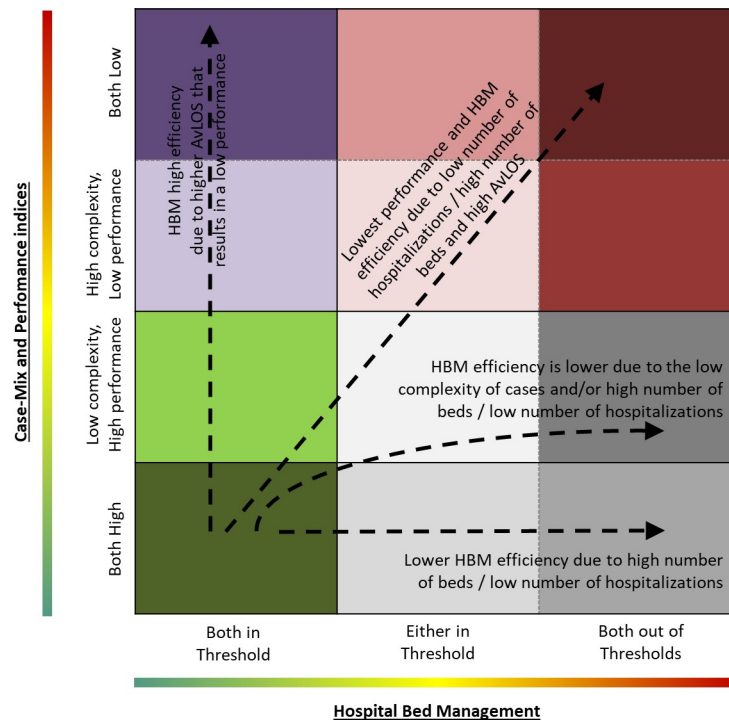 Case-Mix and Perfomance indices
Both Low
High complexity,
Low performance
Low complexity,
High performance
Both High
HBM high efficiency
due to higher AvLOS that
results in a low performance
Lowest performance and HBM
efficiency due to low number of
hospitalizations / high number of
beds and high AvLOS
HBM efficiency is lower due to the low
complexity of cases and/or high number of
beds / low number of hospitalizations
Lower HBM efficiency due to high number
of beds / low number of hospitalizations
Both in
Threshold
Either in
Threshold
Both out of
Thresholds
Hospital Bed Management